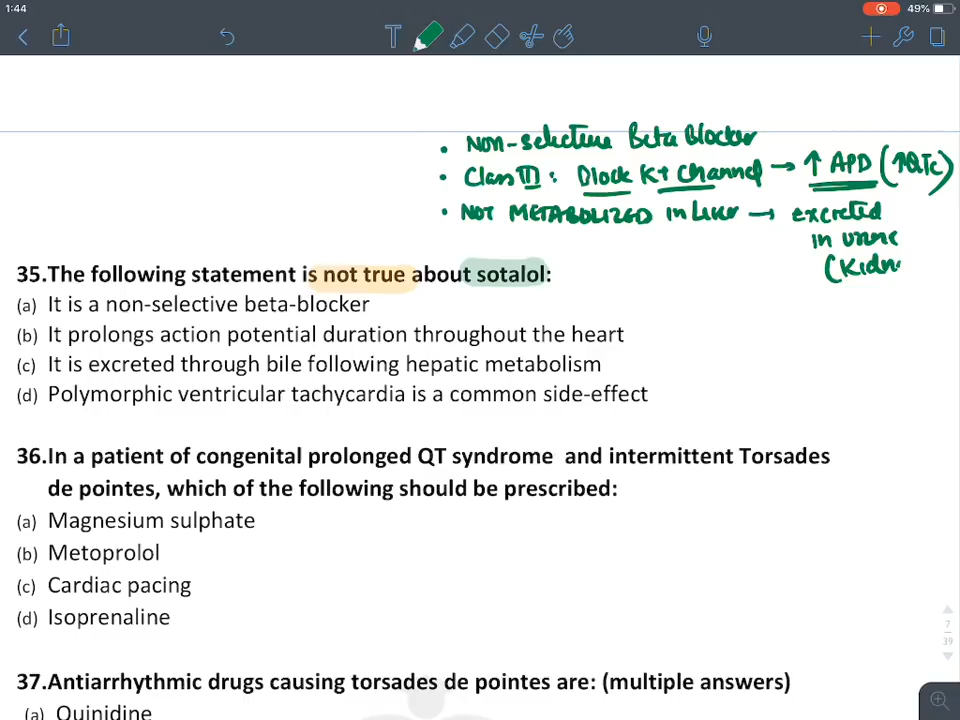 1:44
49%
T
• NON-selective Beta Blocker
• Class III : Block K+ Channel → ↑ APD (↑QTc)
• NOT METABOLIZED in Liver → excreted
in urine
(Kidn
35.The following statement is not true about sotalol:
(a) It is a non-selective beta-blocker
(b) It prolongs action potential duration throughout the heart
(c) It is excreted through bile following hepatic metabolism
(d) Polymorphic ventricular tachycardia is a common side-effect
36.In a patient of congenital prolonged QT syndrome and intermittent Torsades
de pointes, which of the following should be prescribed:
(a) Magnesium sulphate
(b) Metoprolol
(c) Cardiac pacing
(d) Isoprenaline
7
39
37.Antiarrhythmic drugs causing torsades de pointes are: (multiple answers)
(a) Quinidine